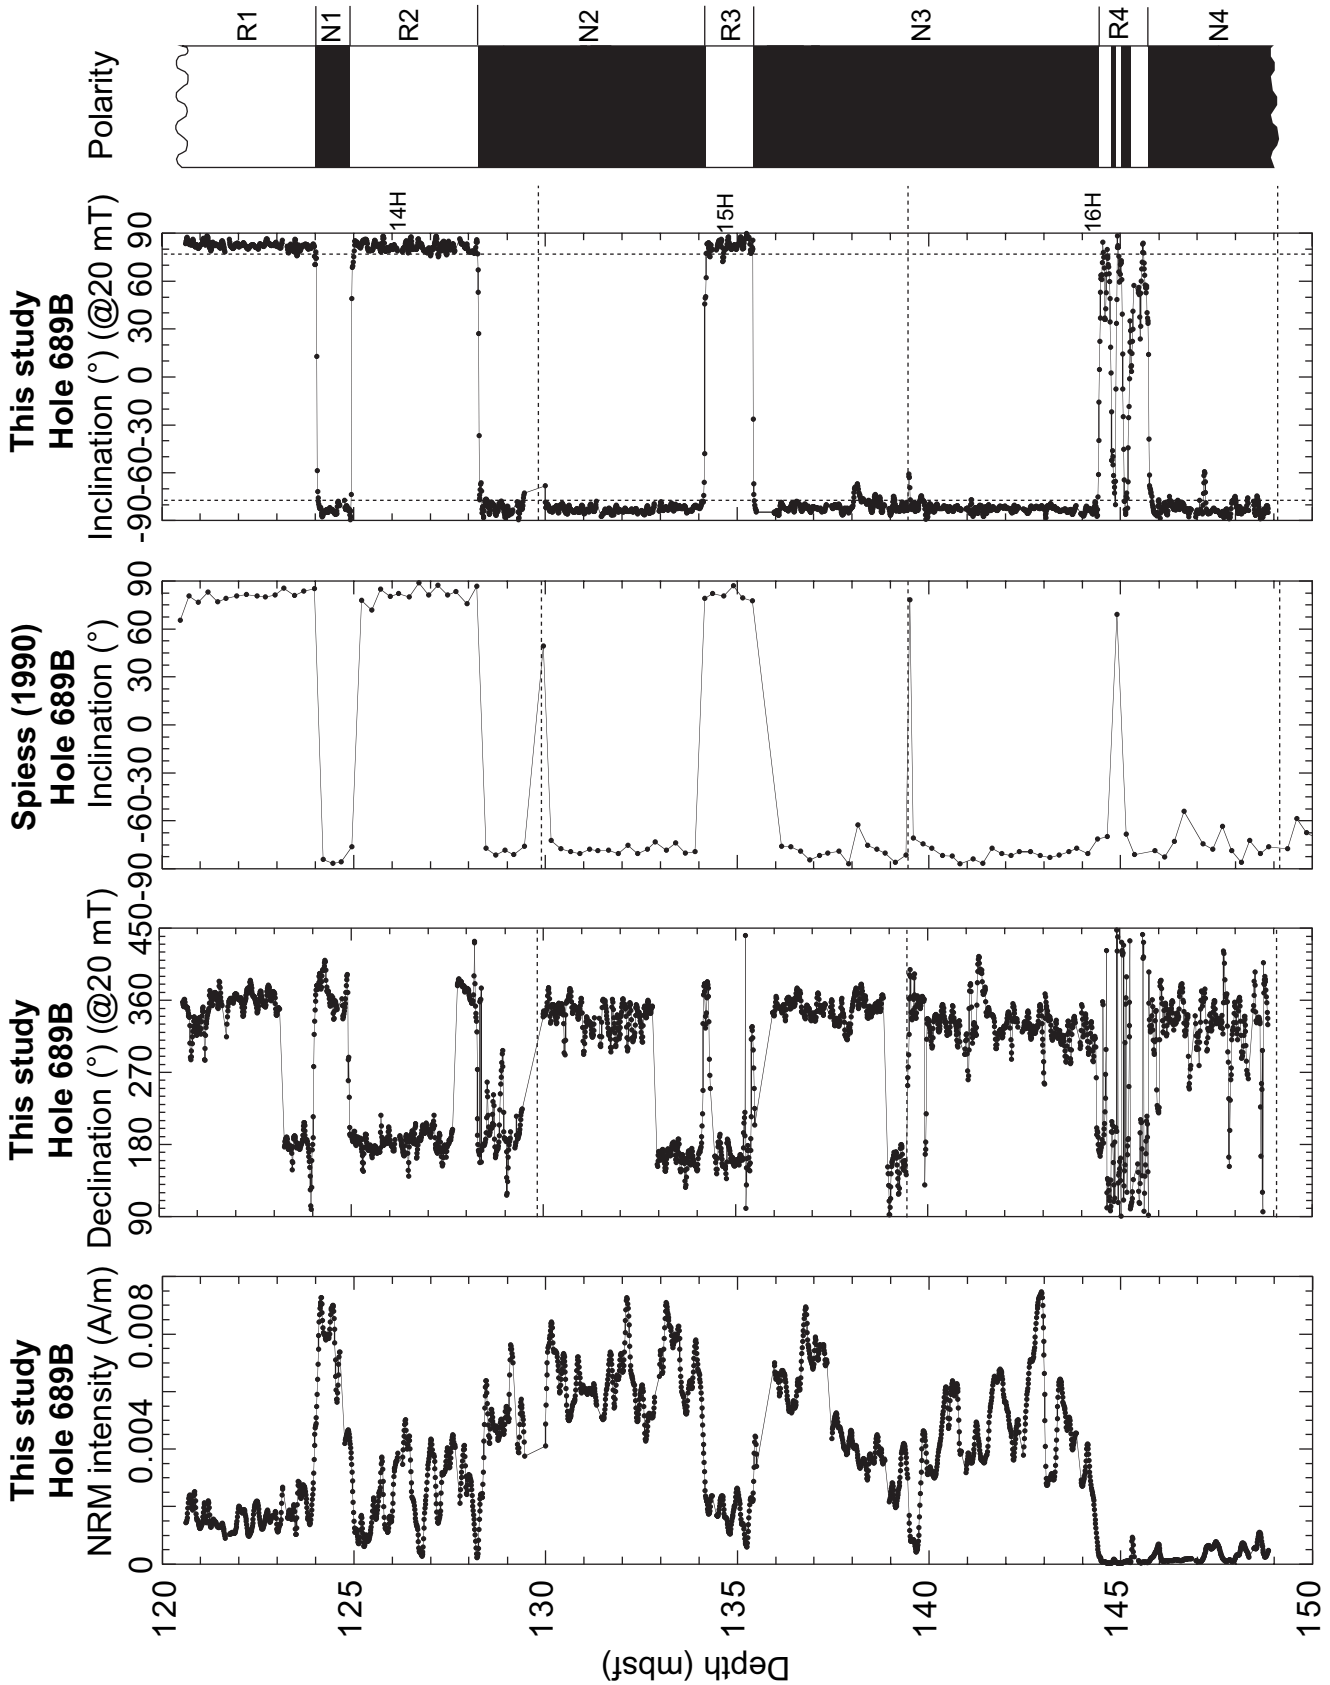 This study
Hole 689B
NRM intensity (A/m)
0 0.004 0.008
This study
Hole 689B
Declination (°) (@20 mT)
90 180 270 360 450
Spiess (1990)
Hole 689B
Inclination (°)
-90 -60 -30 0 30 60 90
This study
Hole 689B
Inclination (°) (@20 mT)
-90 -60 -30 0 30 60 90
Polarity
Depth (mbsf)
120
125
130
135
140
145
150
14H
15H
16H
R1
N1
R2
N2
R3
N3
R4
N4